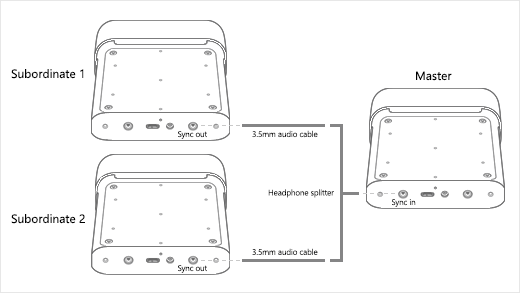 Subordinate 1
Sync out
3.5mm audio cable
Master
Headphone splitter
Sync in
Subordinate 2
Sync out
3.5mm audio cable